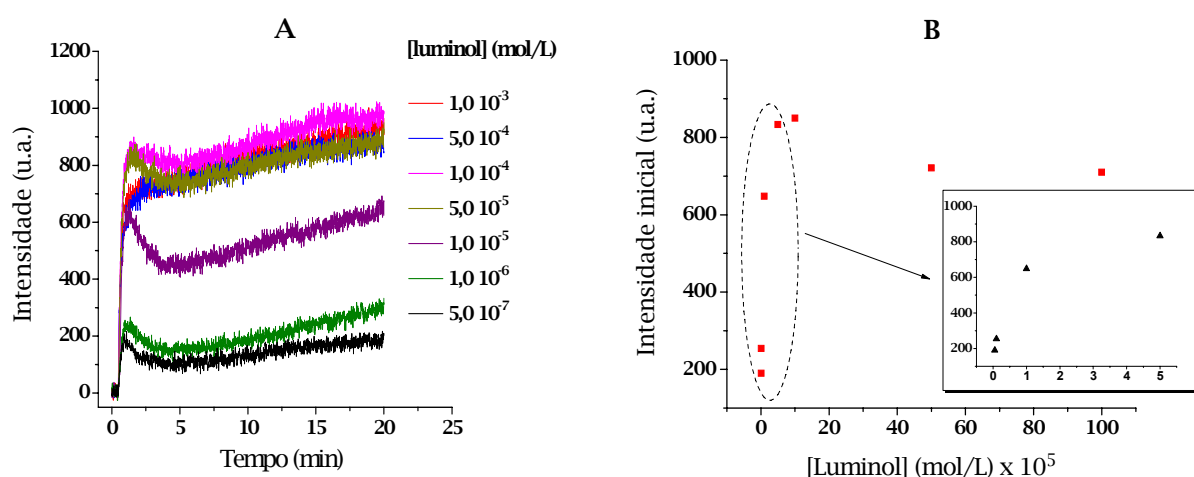 A
[luminol] (mol/L)
1,0 10⁻³
5,0 10⁻⁴
1,0 10⁻⁴
5,0 10⁻⁵
1,0 10⁻⁵
1,0 10⁻⁶
5,0 10⁻⁷
Intensidade (u.a.)
1200
1000
800
600
400
200
0
0 5 10 15 20 25
Tempo (min)
B
Intensidade inicial (u.a.)
1000
800
600
400
200
0 20 40 60 80 100
[Luminol] (mol/L) x 10⁵
1000
800
600
400
200
0 1 2 3 4 5